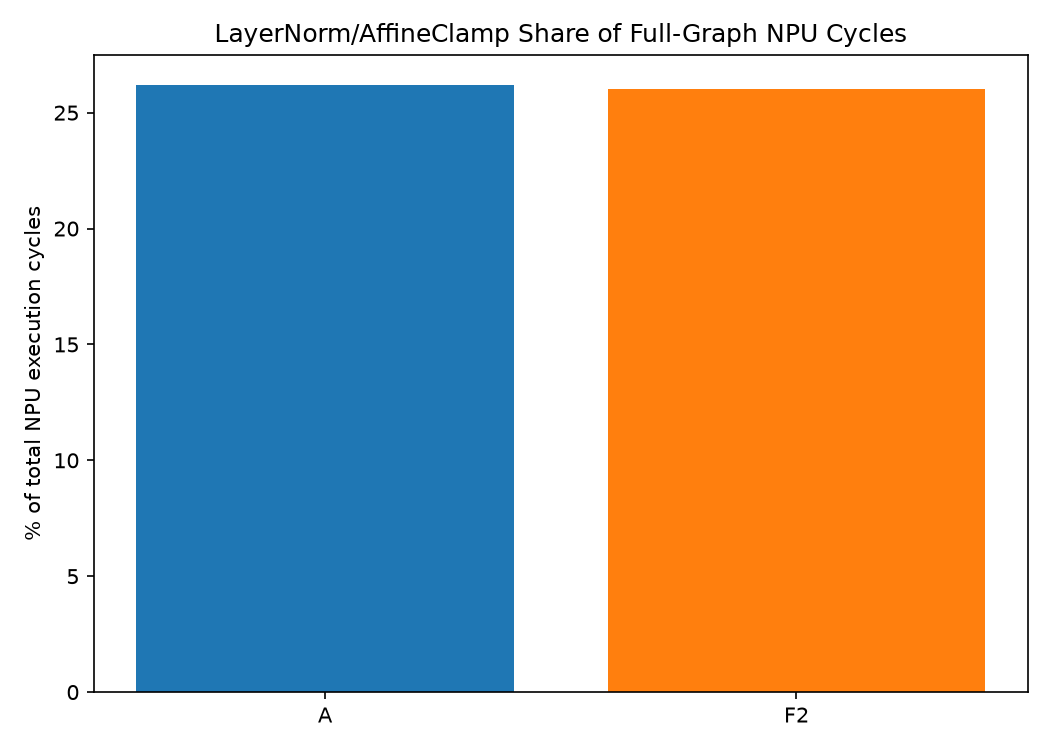 LayerNorm/AffineClamp Share of Full-Graph NPU Cycles
% of total NPU execution cycles
25
20
15
10
5
0
A F2